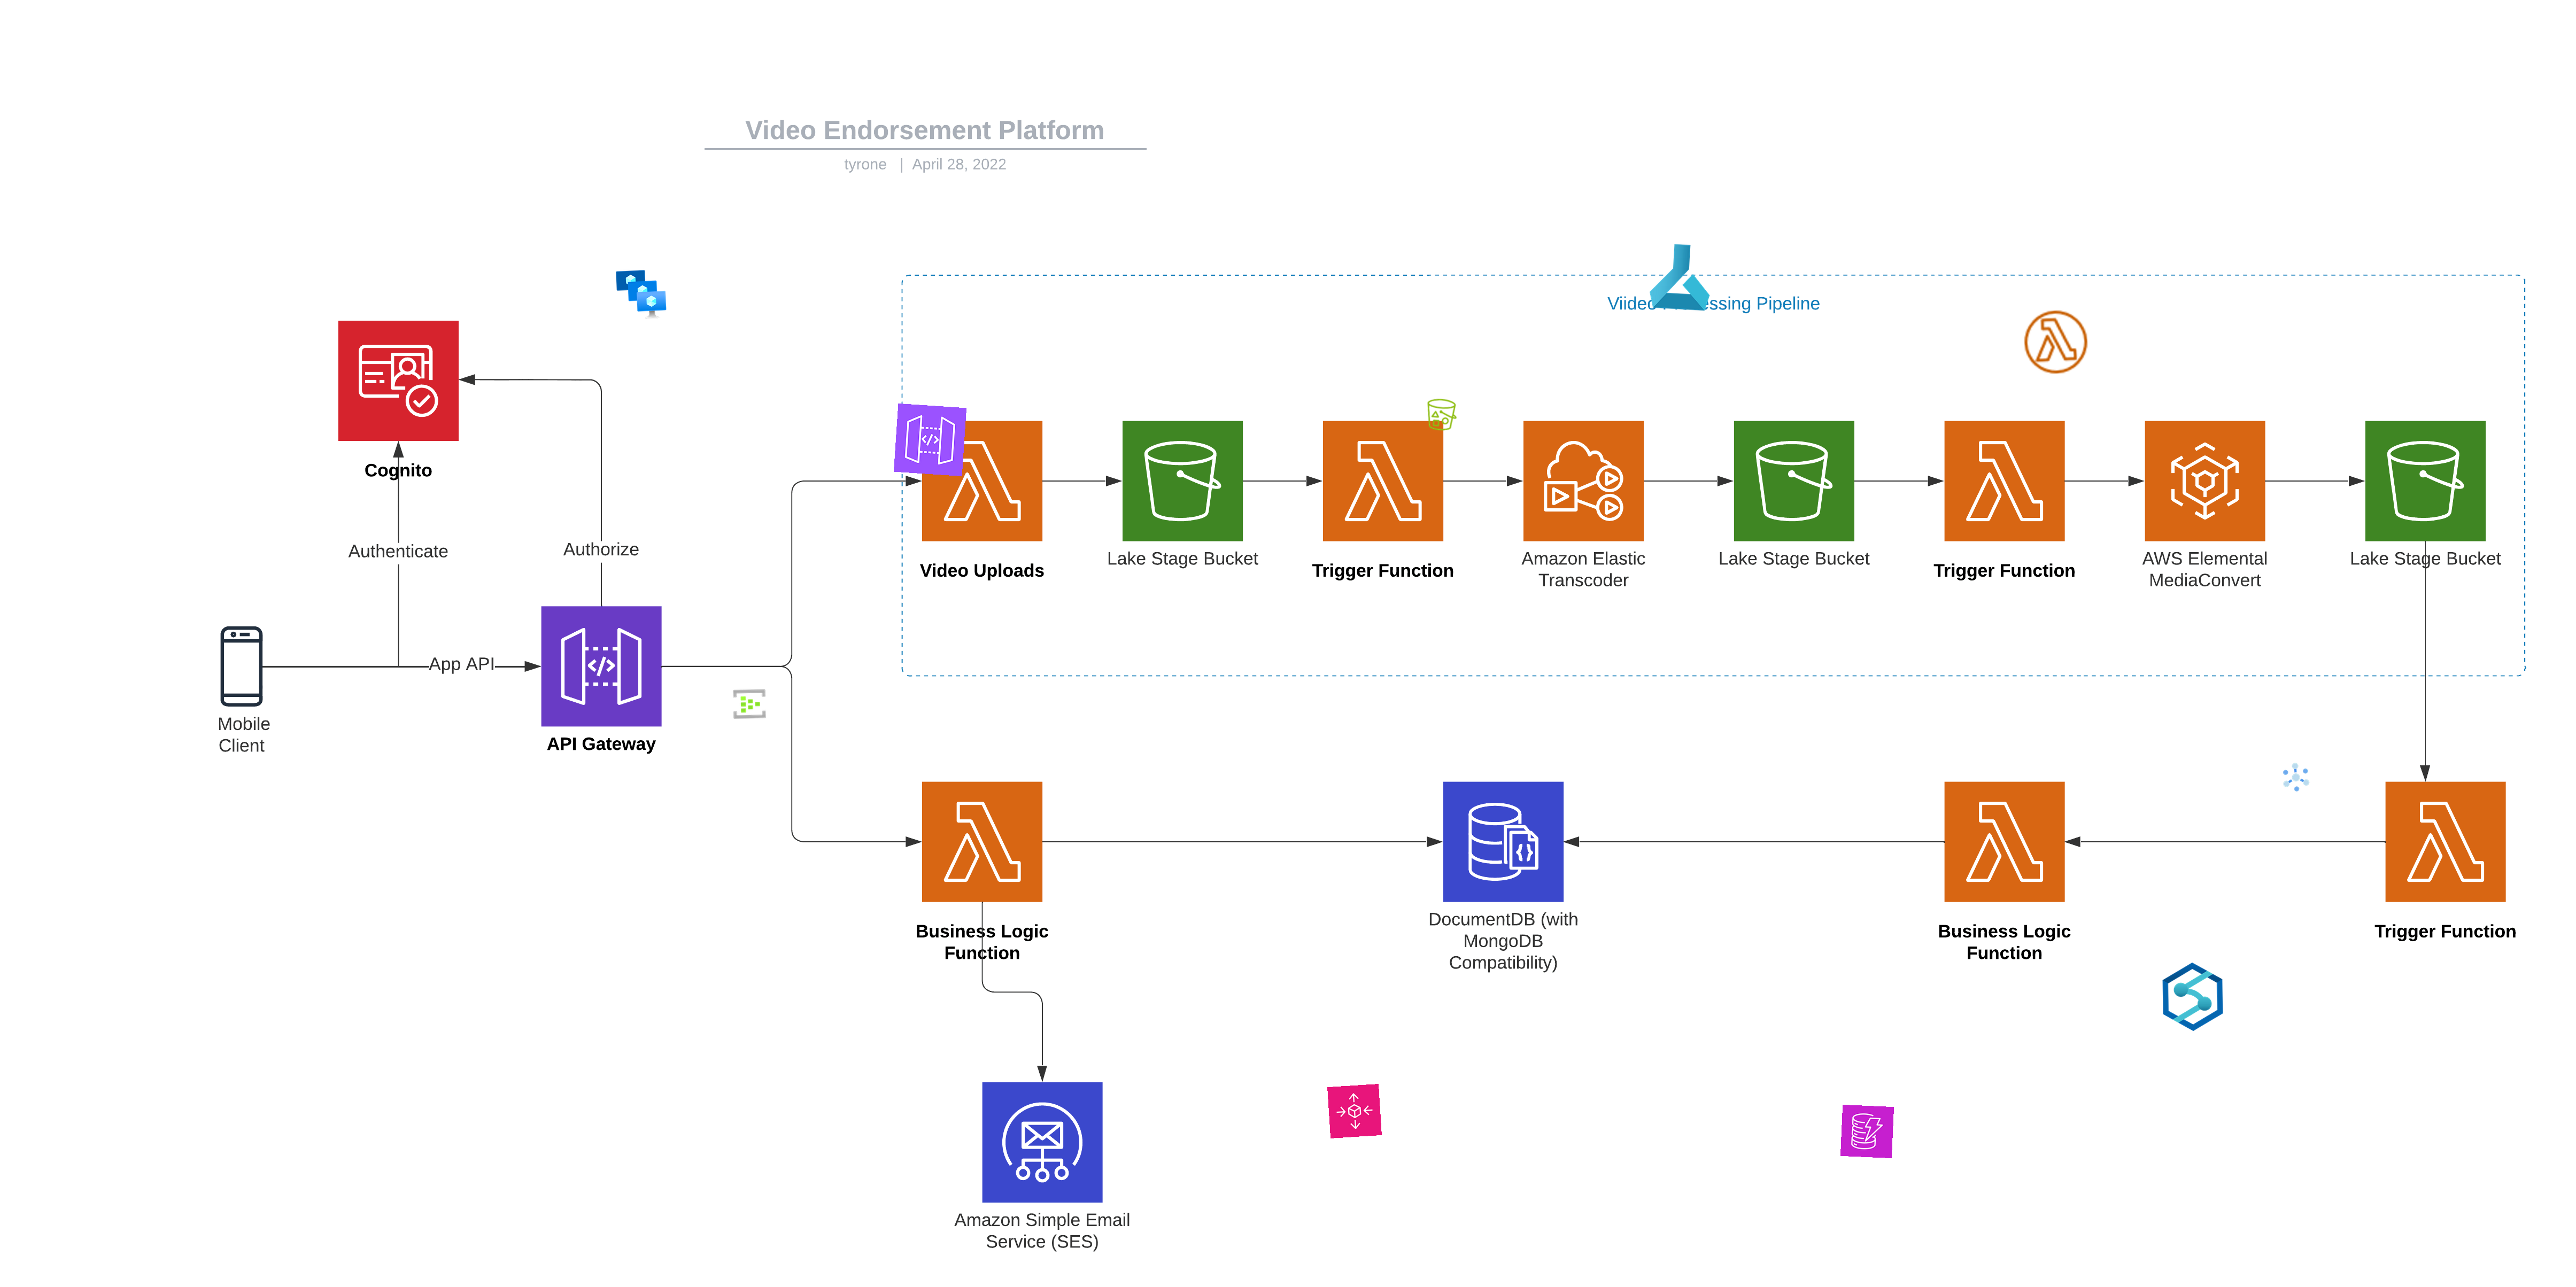 Video Endorsement Platform
tyrone | April 28, 2022
Viideo ssing Pipeline
Cognito
Authenticate
Authorize
Video Uploads
Lake Stage Bucket
Trigger Function
Amazon Elastic
Transcoder
Lake Stage Bucket
Trigger Function
AWS Elemental
MediaConvert
Lake Stage Bucket
App API
Mobile
Client
API Gateway
Business Logic
Function
DocumentDB (with
MongoDB
Compatibility)
Business Logic
Function
Trigger Function
Amazon Simple Email
Service (SES)